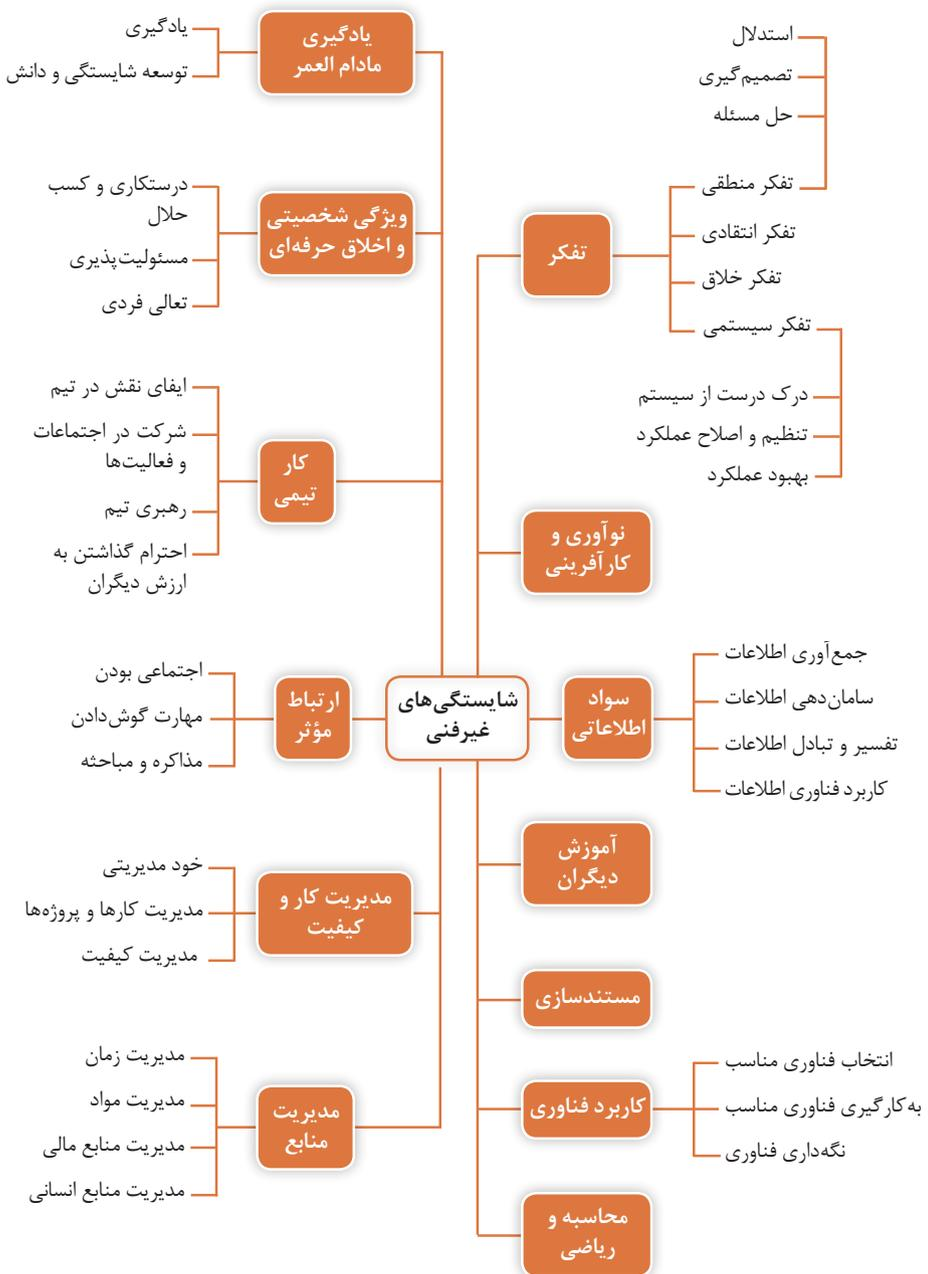 شایستگی‌های
غیرفنی
تفکر
استدلال
تصمیم‌گیری
حل مسئله
تفکر منطقی
تفکر انتقادی
تفکر خلاق
تفکر سیستمی
درک درست از سیستم
تنظیم و اصلاح عملکرد
بهبود عملکرد
نوآوری و
کارآفرینی
سواد
اطلاعاتی
جمع‌آوری اطلاعات
سامان‌دهی اطلاعات
تفسیر و تبادل اطلاعات
کاربرد فناوری اطلاعات
آموزش
دیگران
مستندسازی
کاربرد فناوری
انتخاب فناوری مناسب
به‌کارگیری فناوری مناسب
نگه‌داری فناوری
محاسبه و
ریاضی
یادگیری
مادام العمر
یادگیری
توسعه شایستگی و دانش
ویژگی شخصیتی
و اخلاق حرفه‌ای
درستکاری و کسب
حلال
مسئولیت‌پذیری
تعالی فردی
کار
تیمی
ایفای نقش در تیم
شرکت در اجتماعات
و فعالیت‌ها
رهبری تیم
احترام گذاشتن به
ارزش دیگران
ارتباط
مؤثر
اجتماعی بودن
مهارت گوش‌دادن
مذاکره و مباحثه
مدیریت کار و
کیفیت
خود مدیریتی
مدیریت کارها و پروژه‌ها
مدیریت کیفیت
مدیریت
منابع
مدیریت زمان
مدیریت مواد
مدیریت منابع مالی
مدیریت منابع انسانی